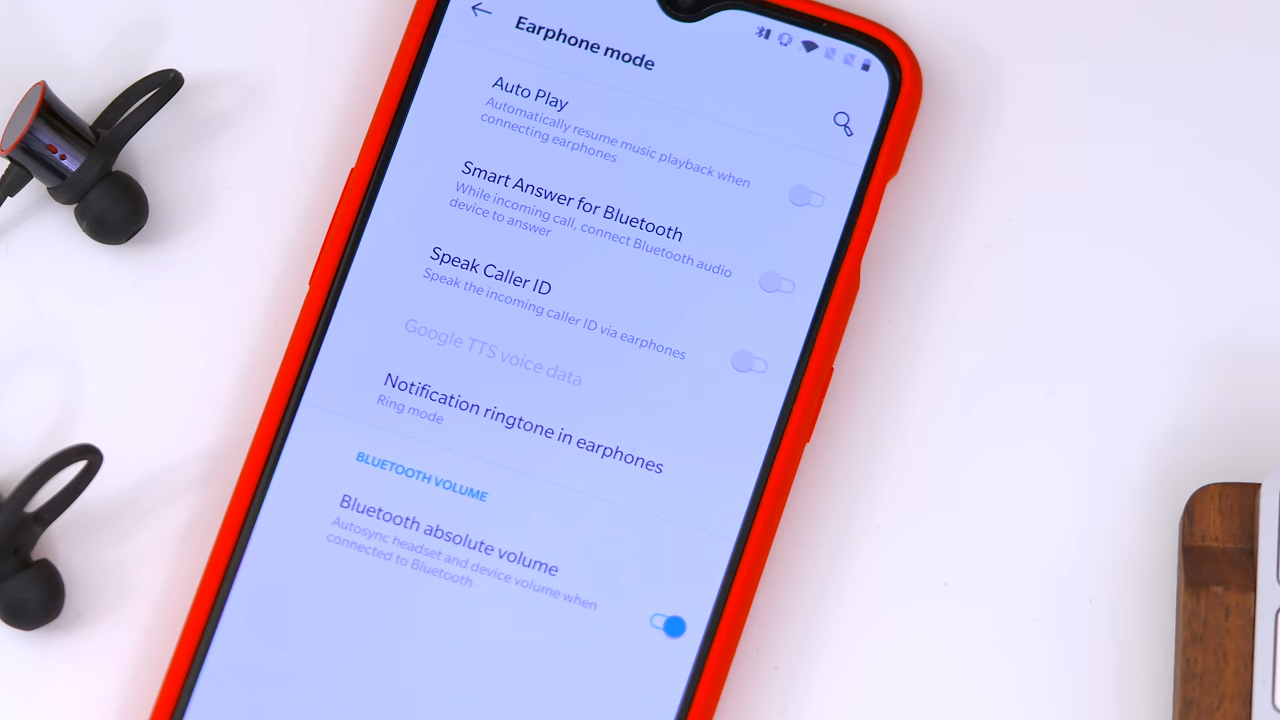 Earphone mode
Auto Play
Automatically resume music playback when
connecting earphones
Smart Answer for Bluetooth
While incoming call, connect Bluetooth audio
device to answer
Speak Caller ID
Speak the incoming caller ID via earphones
Google TTS voice data
Notification ringtone in earphones
Ring mode
BLUETOOTH VOLUME
Bluetooth absolute volume
Autosync headset and device volume when
connected to Bluetooth